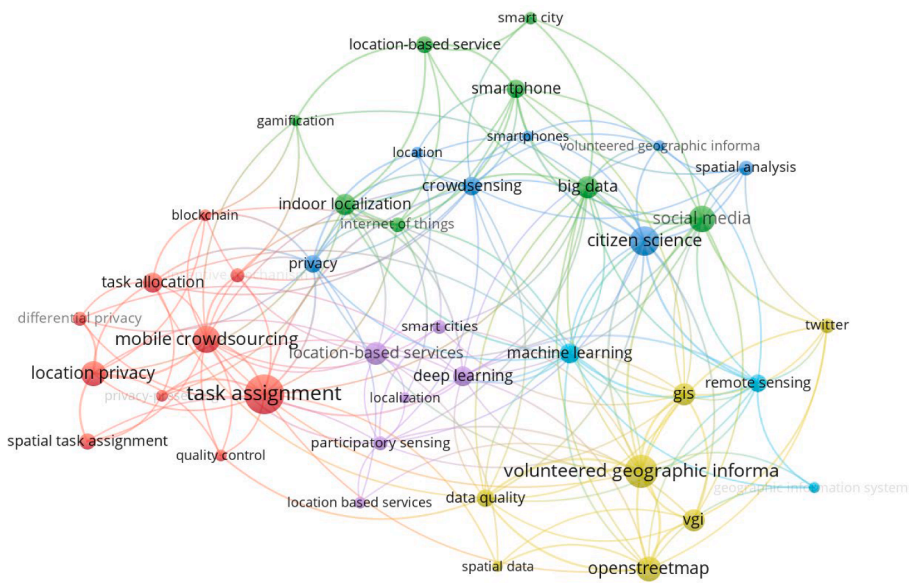 smart city
location-based service
smartphone
gamification
smartphones
volunteered geographic informa
location
spatial analysis
crowdsensing
big data
indoor localization
blockchain
internet of things
social media
citizen science
privacy
task allocation
differential privacy
twitter
smart cities
mobile crowdsourcing
location-based services
machine learning
location privacy
deep learning
remote sensing
task assignment
gis
localization
spatial task assignment
participatory sensing
quality control
volunteered geographic informa
geographic information system
data quality
location based services
vgi
spatial data
openstreetmap